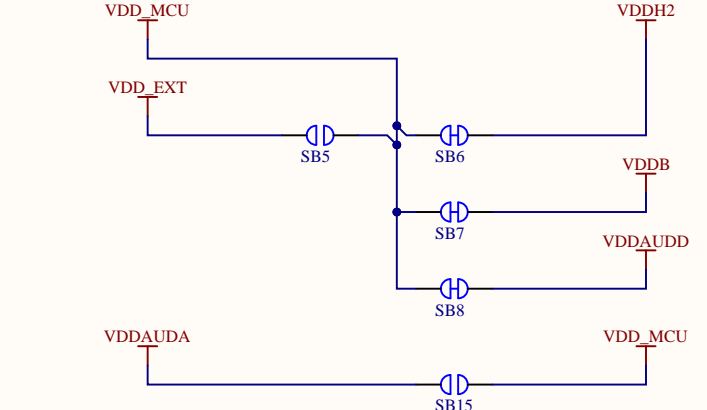 VDD_MCU
VDDH2
VDD_EXT
SB5
SB6
VDDB
SB7
VDDAUDD
SB8
VDDAUDA
VDD_MCU
SB15